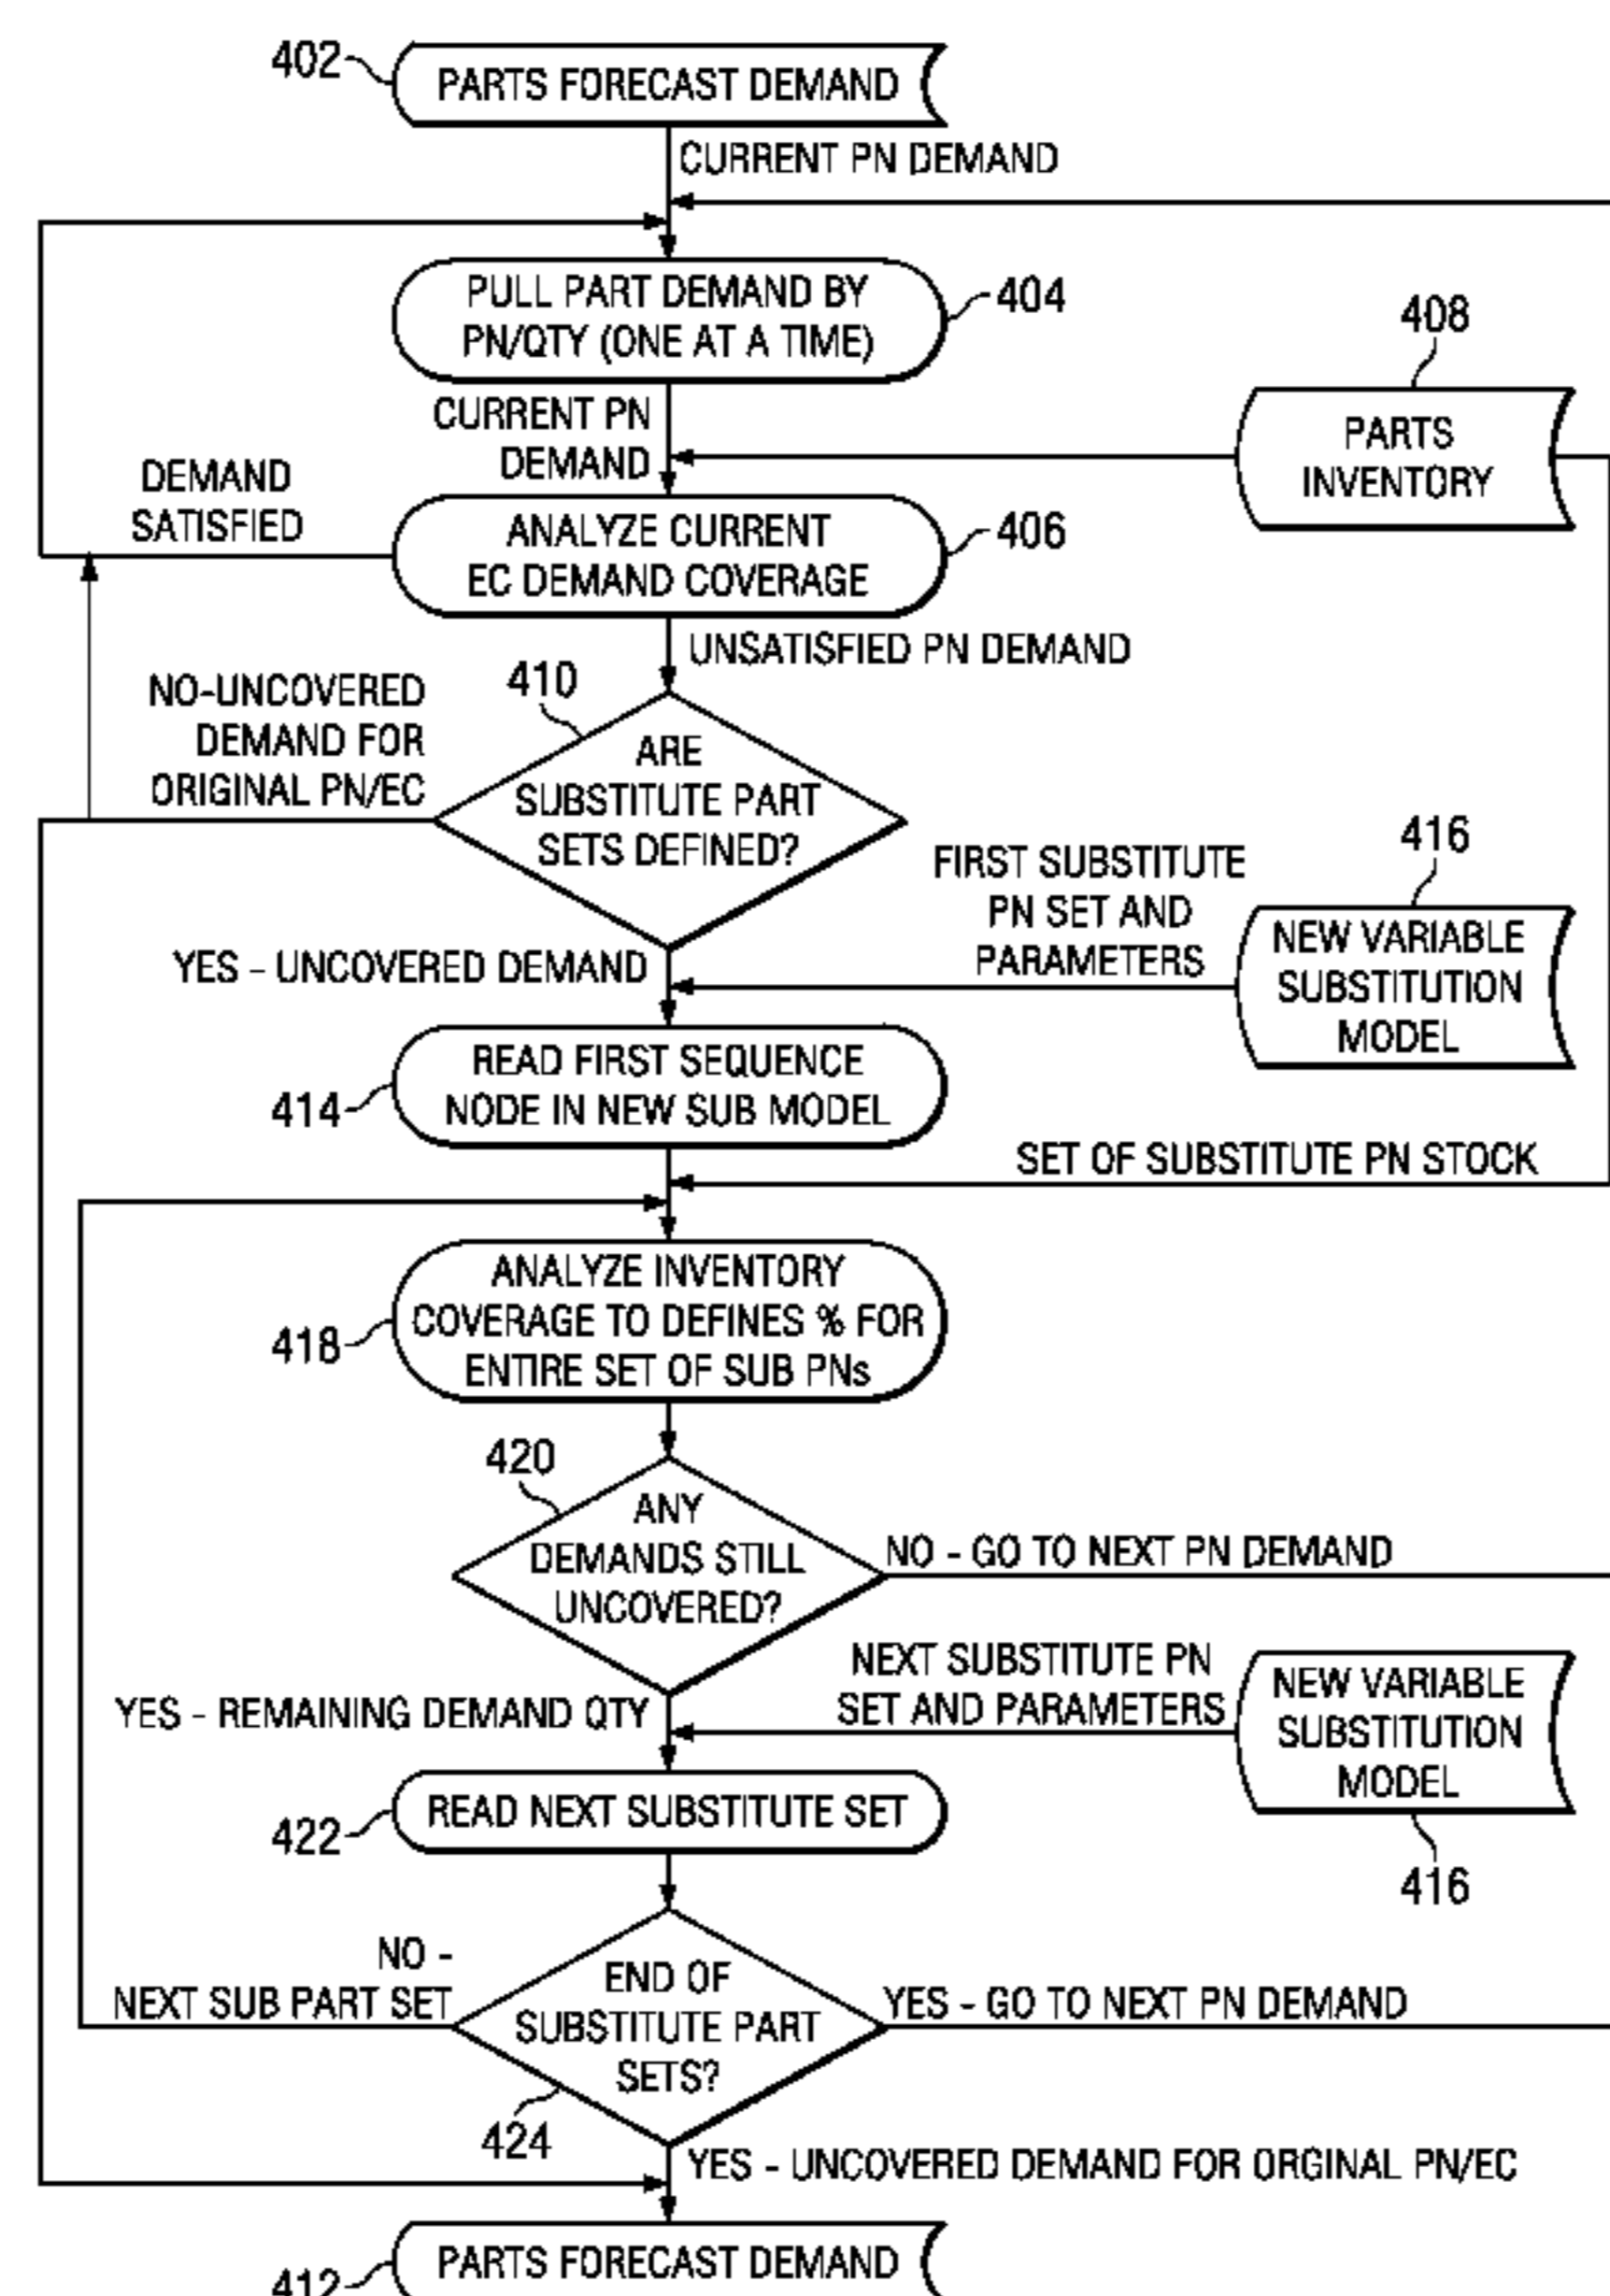 402
PARTS FORECAST DEMAND
CURRENT PN DEMAND
PULL PART DEMAND BY
PN/QTY (ONE AT A TIME)
404
408
CURRENT PN
DEMAND
PARTS
INVENTORY
DEMAND
SATISFIED
ANALYZE CURRENT
EC DEMAND COVERAGE
406
UNSATISFIED PN DEMAND
NO-UNCOVERED
DEMAND FOR
ORIGINAL PN/EC
410
ARE
SUBSTITUTE PART
SETS DEFINED?
416
FIRST SUBSTITUTE
PN SET AND
PARAMETERS
NEW VARIABLE
SUBSTITUTION
MODEL
YES - UNCOVERED DEMAND
READ FIRST SEQUENCE
NODE IN NEW SUB MODEL
414
SET OF SUBSTITUTE PN STOCK
ANALYZE INVENTORY
COVERAGE TO DEFINES % FOR
ENTIRE SET OF SUB PNs
418
420
ANY
DEMANDS STILL
UNCOVERED?
NO - GO TO NEXT PN DEMAND
NEXT SUBSTITUTE PN
SET AND PARAMETERS
NEW VARIABLE
SUBSTITUTION
MODEL
YES - REMAINING DEMAND QTY
READ NEXT SUBSTITUTE SET
422
416
NO -
NEXT SUB PART SET
END OF
SUBSTITUTE PART
SETS?
YES - GO TO NEXT PN DEMAND
424
YES - UNCOVERED DEMAND FOR ORGINAL PN/EC
PARTS FORECAST DEMAND
412